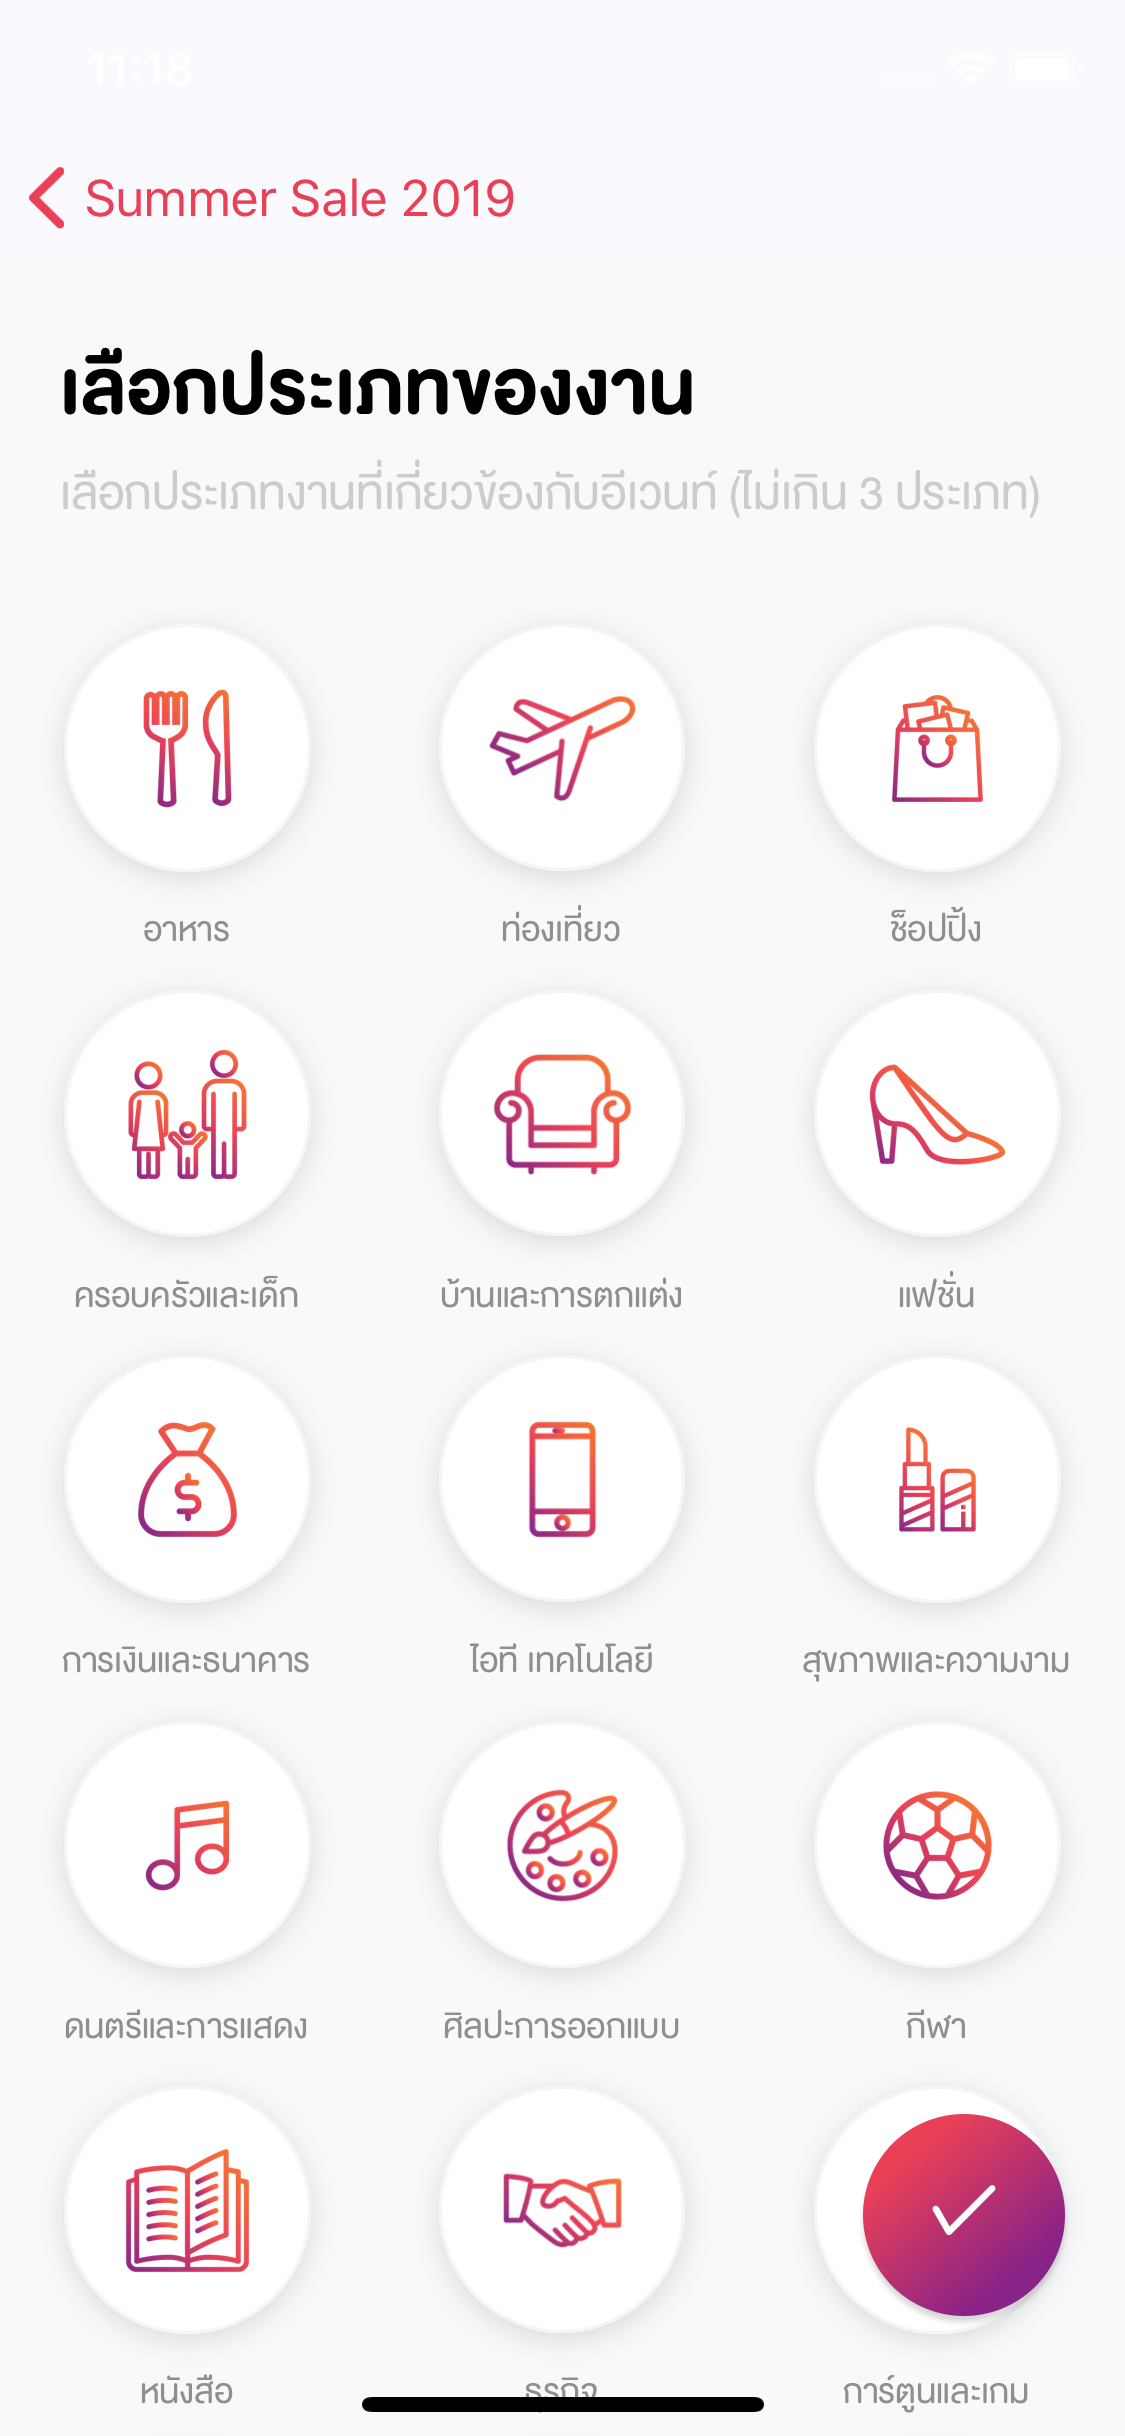 11:18
Summer Sale 2019
เลือกประเภทของงาน
เลือกประเภทงานที่เกี่ยวข้องกับอีเวนท์ (ไม่เกิน 3 ประเภท)
อาหาร
ท่องเที่ยว
ช็อปปิ้ง
ครอบครัวและเด็ก
บ้านและการตกแต่ง
แฟชั่น
การเงินและธนาคาร
ไอที เทคโนโลยี
สุขภาพและความงาม
ดนตรีและการแสดง
ศิลปะการออกแบบ
กีฬา
หนังสือ
ธุรกิจ
การ์ตูนและเกม